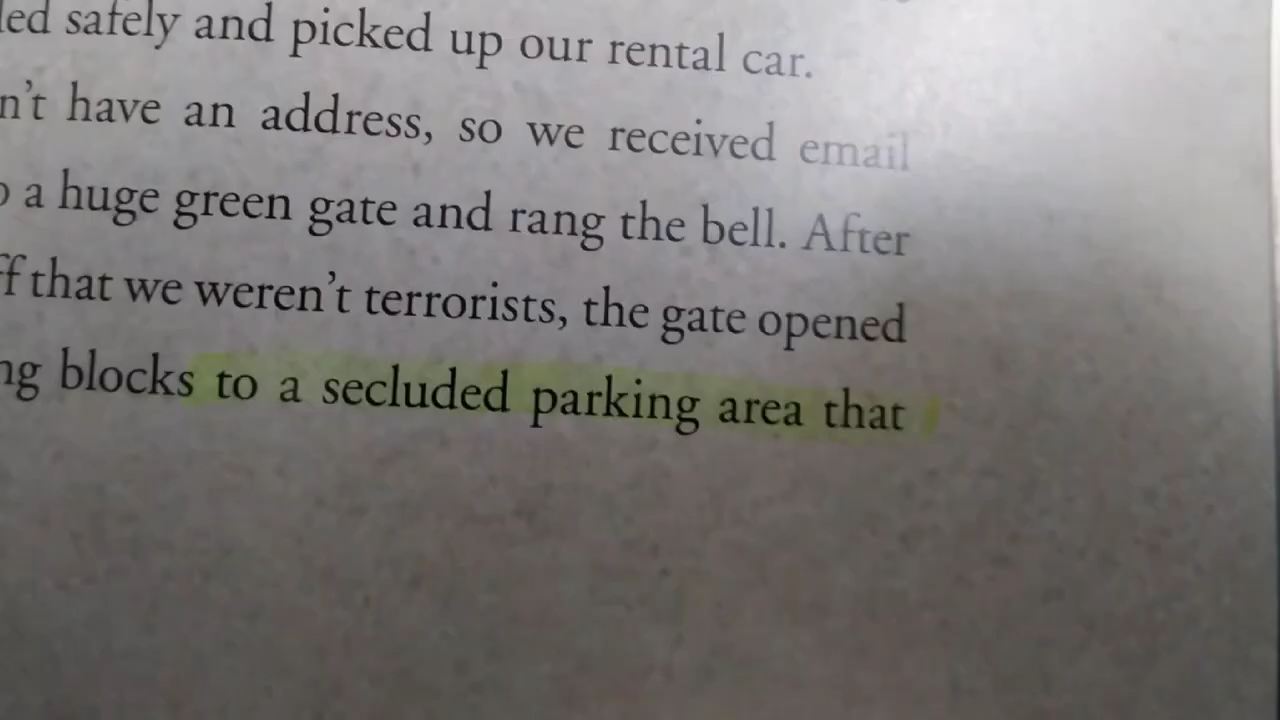 led safely and picked up our rental car.
n't have an address, so we received email
a huge green gate and rang the bell. After
f that we weren't terrorists, the gate opened
ng blocks to a secluded parking area that